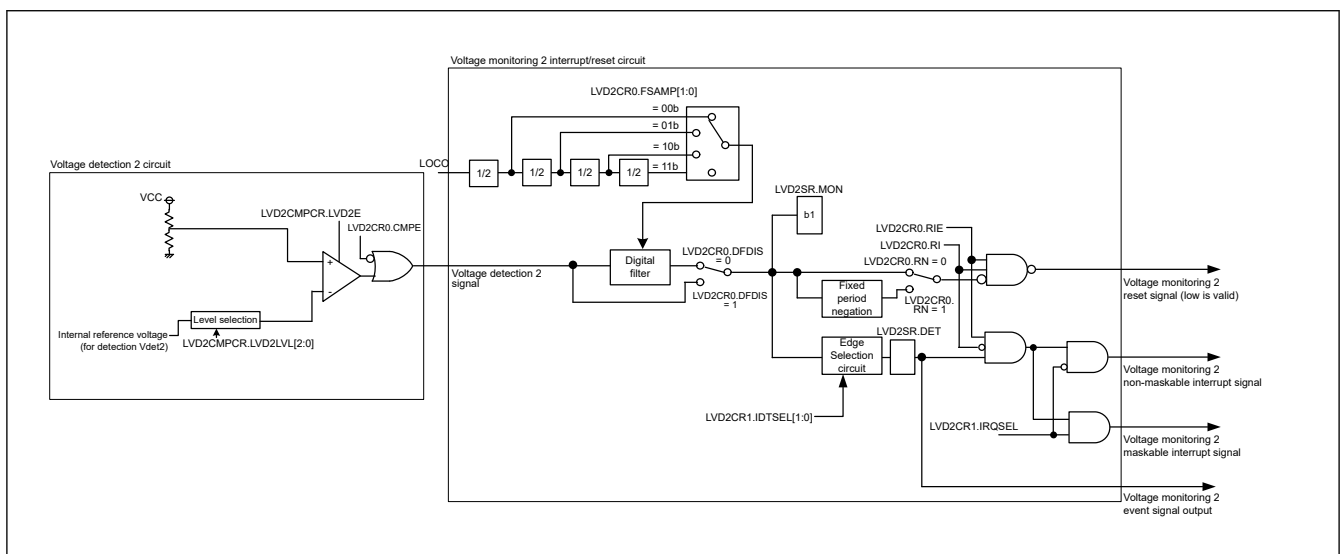 Voltage monitoring 2 interrupt/reset circuit
LVD2CR0.FSAMP[1:0]
= 00b
= 01b
= 10b
= 11b
LOCO
1/2
1/2
1/2
1/2
Voltage detection 2 circuit
VCC
LVD2CMPCR.LVD2E
LVD2CR0.CMPE
+
-
Level selection
Internal reference voltage
(for detection Vdet2)
LVD2CMPCR.LVD2LVL[2:0]
Voltage detection 2
signal
Digital
filter
LVD2CR0.DFDIS
= 0
LVD2CR0.DFDIS
= 1
LVD2SR.MON
b1
LVD2CR0.RIE
LVD2CR0.RI
LVD2CR0.RN = 0
Fixed
period
negation
LVD2CR0.
RN = 1
Edge
Selection
circuit
LVD2SR.DET
LVD2CR1.IDTSEL[1:0]
LVD2CR1.IRQSEL
Voltage monitoring 2
reset signal (low is valid)
Voltage monitoring 2
non-maskable interrupt signal
Voltage monitoring 2
maskable interrupt signal
Voltage monitoring 2
event signal output